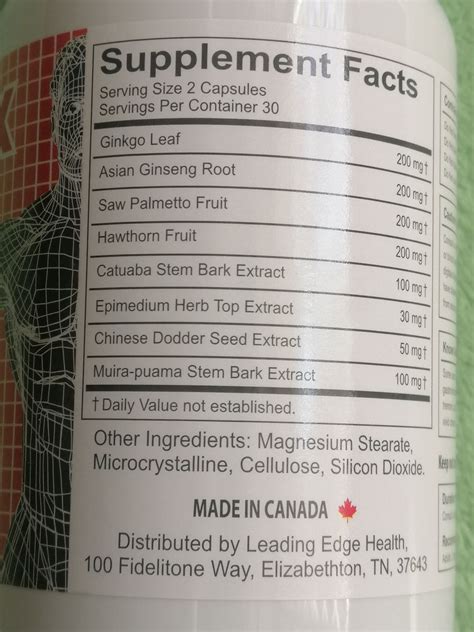 Supplement Facts
Serving Size 2 Capsules
Servings Per Container 30
Ginkgo Leaf 200 mg†
Asian Ginseng Root 200 mg†
Saw Palmetto Fruit 200 mg†
Hawthorn Fruit 200 mg†
Catuaba Stem Bark Extract 100 mg†
Epimedium Herb Top Extract 30 mg†
Chinese Dodder Seed Extract 50 mg†
Muira-puama Stem Bark Extract 100 mg†
† Daily Value not established.
Other Ingredients: Magnesium Stearate,
Microcrystalline, Cellulose, Silicon Dioxide.
MADE IN CANADA
Distributed by Leading Edge Health,
100 Fidelitone Way, Elizabethton, TN, 37643